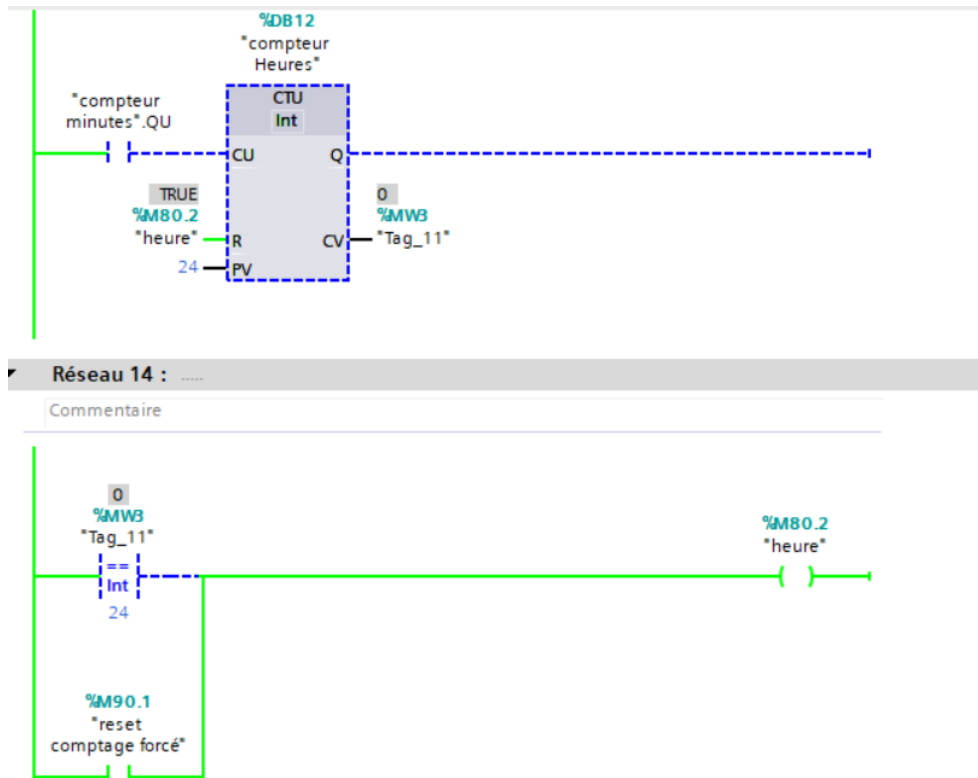 %DB12
"compteur
Heures"
"compteur
minutes".QU
CTU
Int
CU
Q
TRUE
%M80.2
"heure"
R
0
%MW3
CV
"Tag_11"
24
PV
Réseau 14 : .....
Commentaire
0
%MW3
"Tag_11"
==
Int
24
%M80.2
"heure"
%M90.1
"reset
comptage forcé"